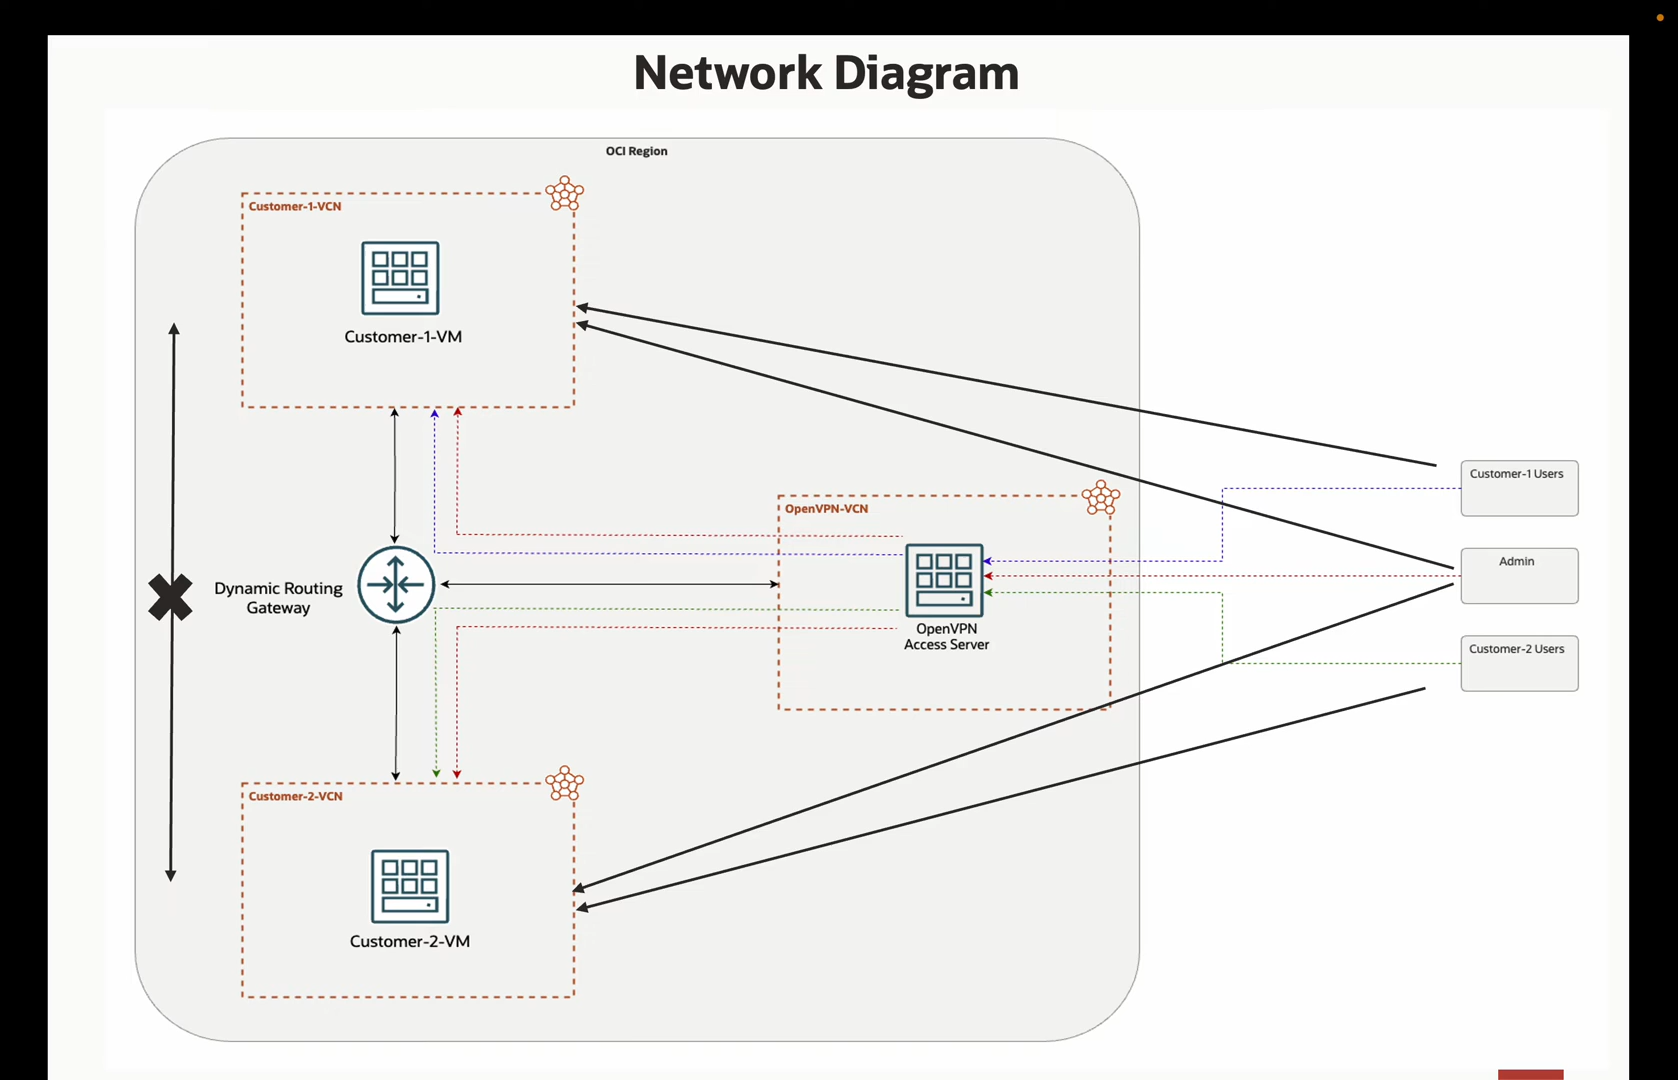 Network Diagram
OCI Region
Customer-1-VCN
Customer-1-VM
Customer-1 Users
OpenVPN-VCN
Admin
Dynamic Routing
Gateway
OpenVPN
Access Server
Customer-2 Users
Customer-2-VCN
Customer-2-VM